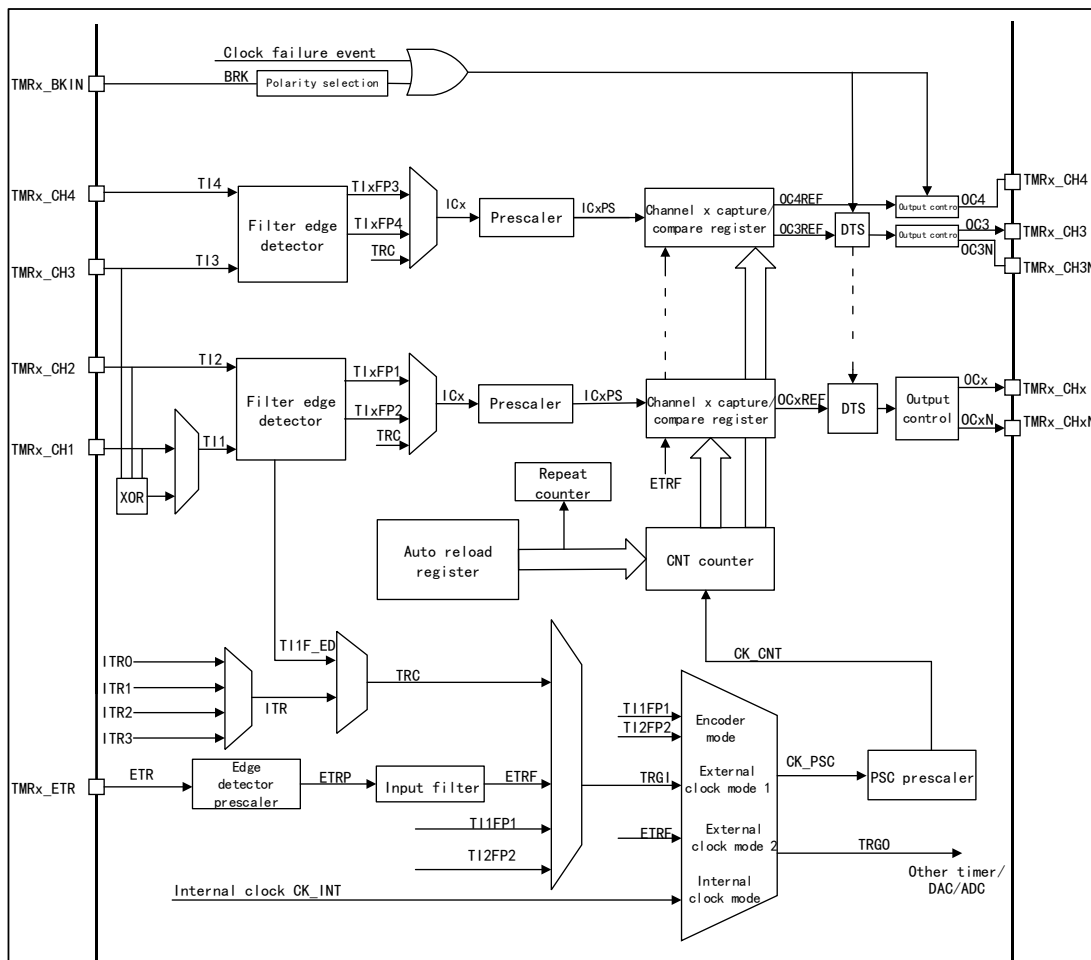 Clock failure event
BRK
Polarity selection
TMRx_BKIN
TMRx_CH4
TI4
TIxFP3
ICx
ICxPS
OC4REF
OC4
TMRx_CH4
Filter edge
detector
Prescaler
Channel x capture/
compare register
Output contro
TIxFP4
OC3REF
DTS
OC3
TMRx_CH3
Output contro
TRC
TMRx_CH3
TI3
OC3N
TMRx_CH3N
TMRx_CH2
TI2
TIxFP1
ICx
ICxPS
OCxREF
OCx
TMRx_CHx
Filter edge
detector
Prescaler
Channel x capture/
compare register
DTS
Output
control
TIxFP2
OCxN
TMRx_CHxN
TRC
TMRx_CH1
TI1
XOR
ETRF
Repeat
counter
Auto reload
register
CNT counter
TI1F_ED
CK_CNT
ITR0
TRC
ITR1
ITR
ITR2
ITR3
TI1FP1
TI2FP2
Encoder
mode
TMRx_ETR
ETR
Edge
detector
prescaler
ETRP
Input filter
ETRF
TRGI
External
clock mode 1
CK_PSC
PSC prescaler
TI1FP1
ETRF
External
clock mode 2
TRGO
TI2FP2
Other timer/
DAC/ADC
Internal clock CK_INT
Internal
clock mode